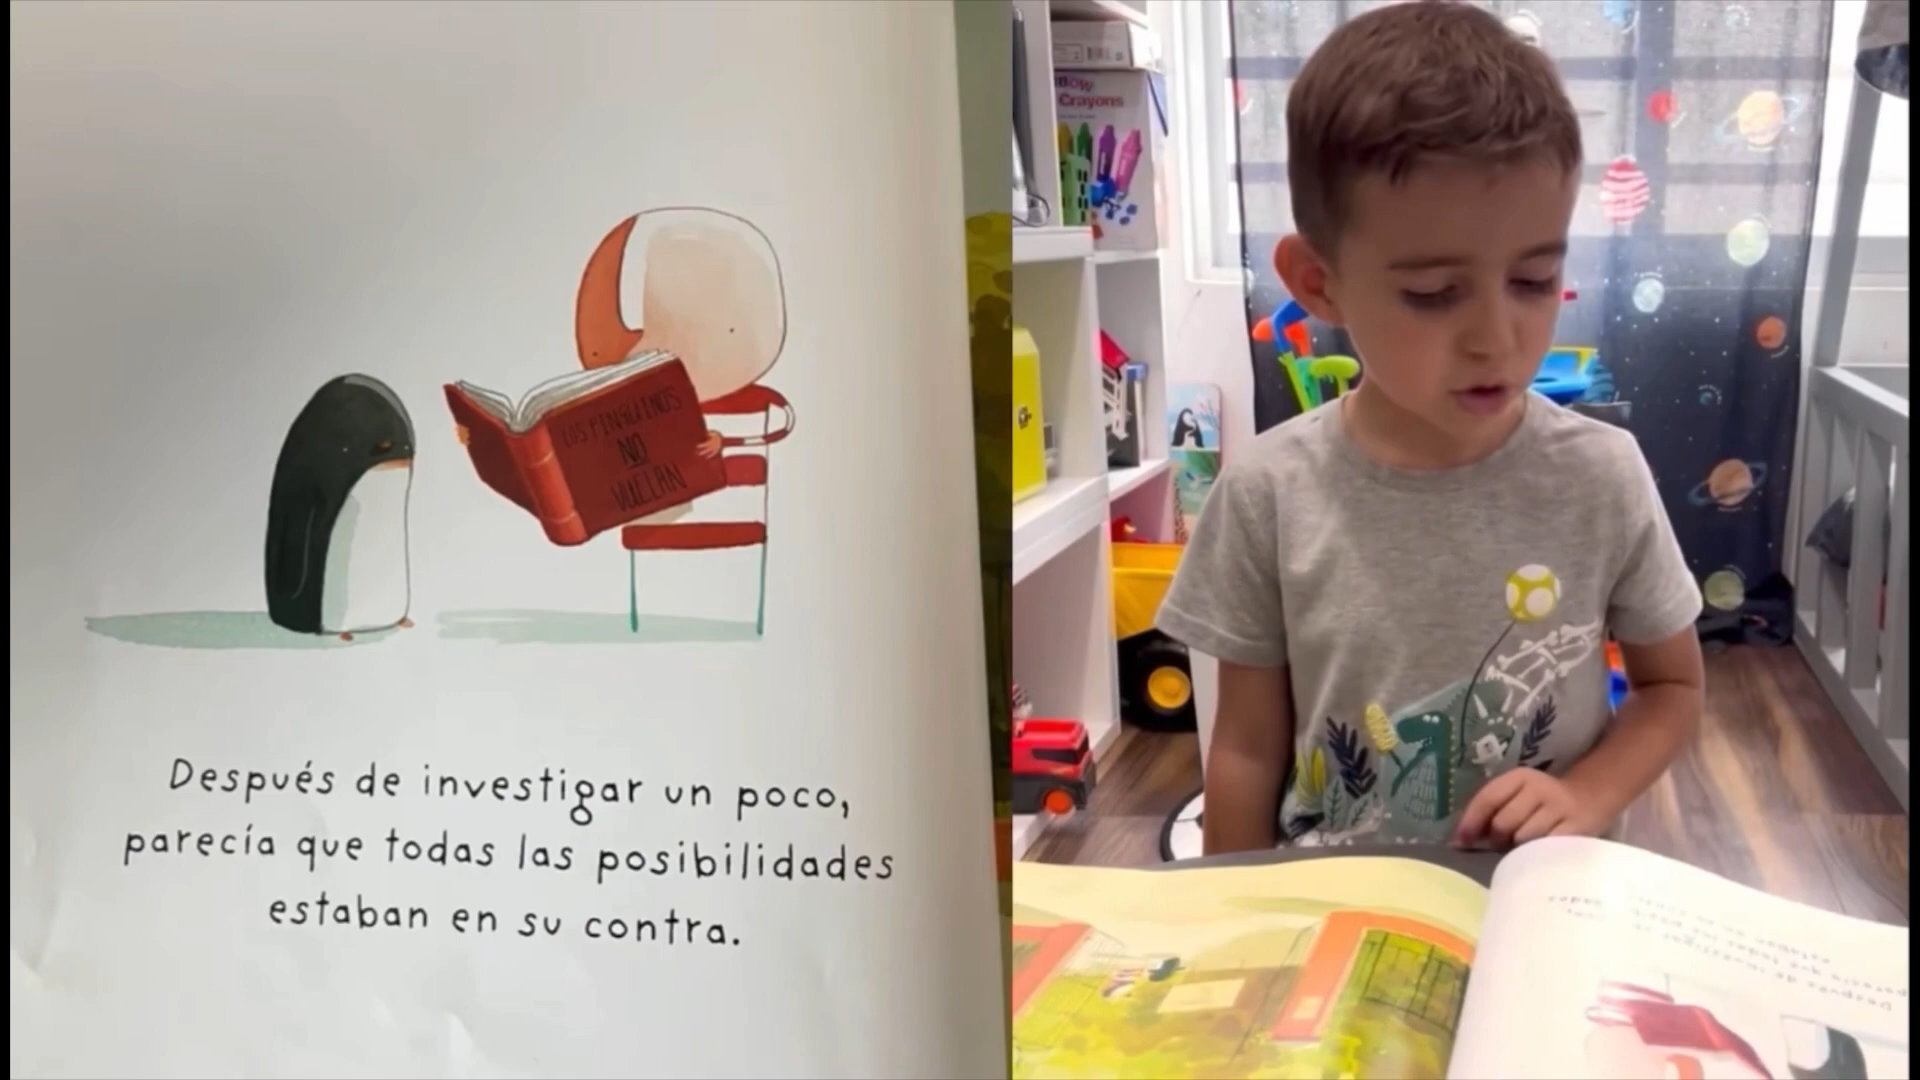 LOS PINGÜINOS
NO
VUELAN
Después de investigar un poco,
parecía que todas las posibilidades
estaban en su contra.
Crayons